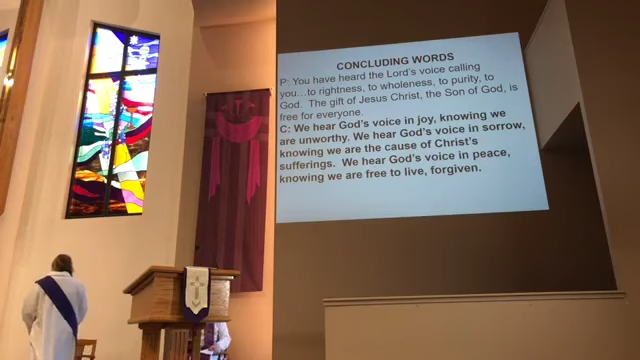 CONCLUDING WORDS
P: You have heard the Lord's voice calling
you…to rightness, to wholeness, to purity, to
God. The gift of Jesus Christ, the Son of God, is
free for everyone.
C: We hear God's voice in joy, knowing we
are unworthy. We hear God's voice in sorrow,
knowing we are the cause of Christ's
sufferings. We hear God's voice in peace,
knowing we are free to live, forgiven.